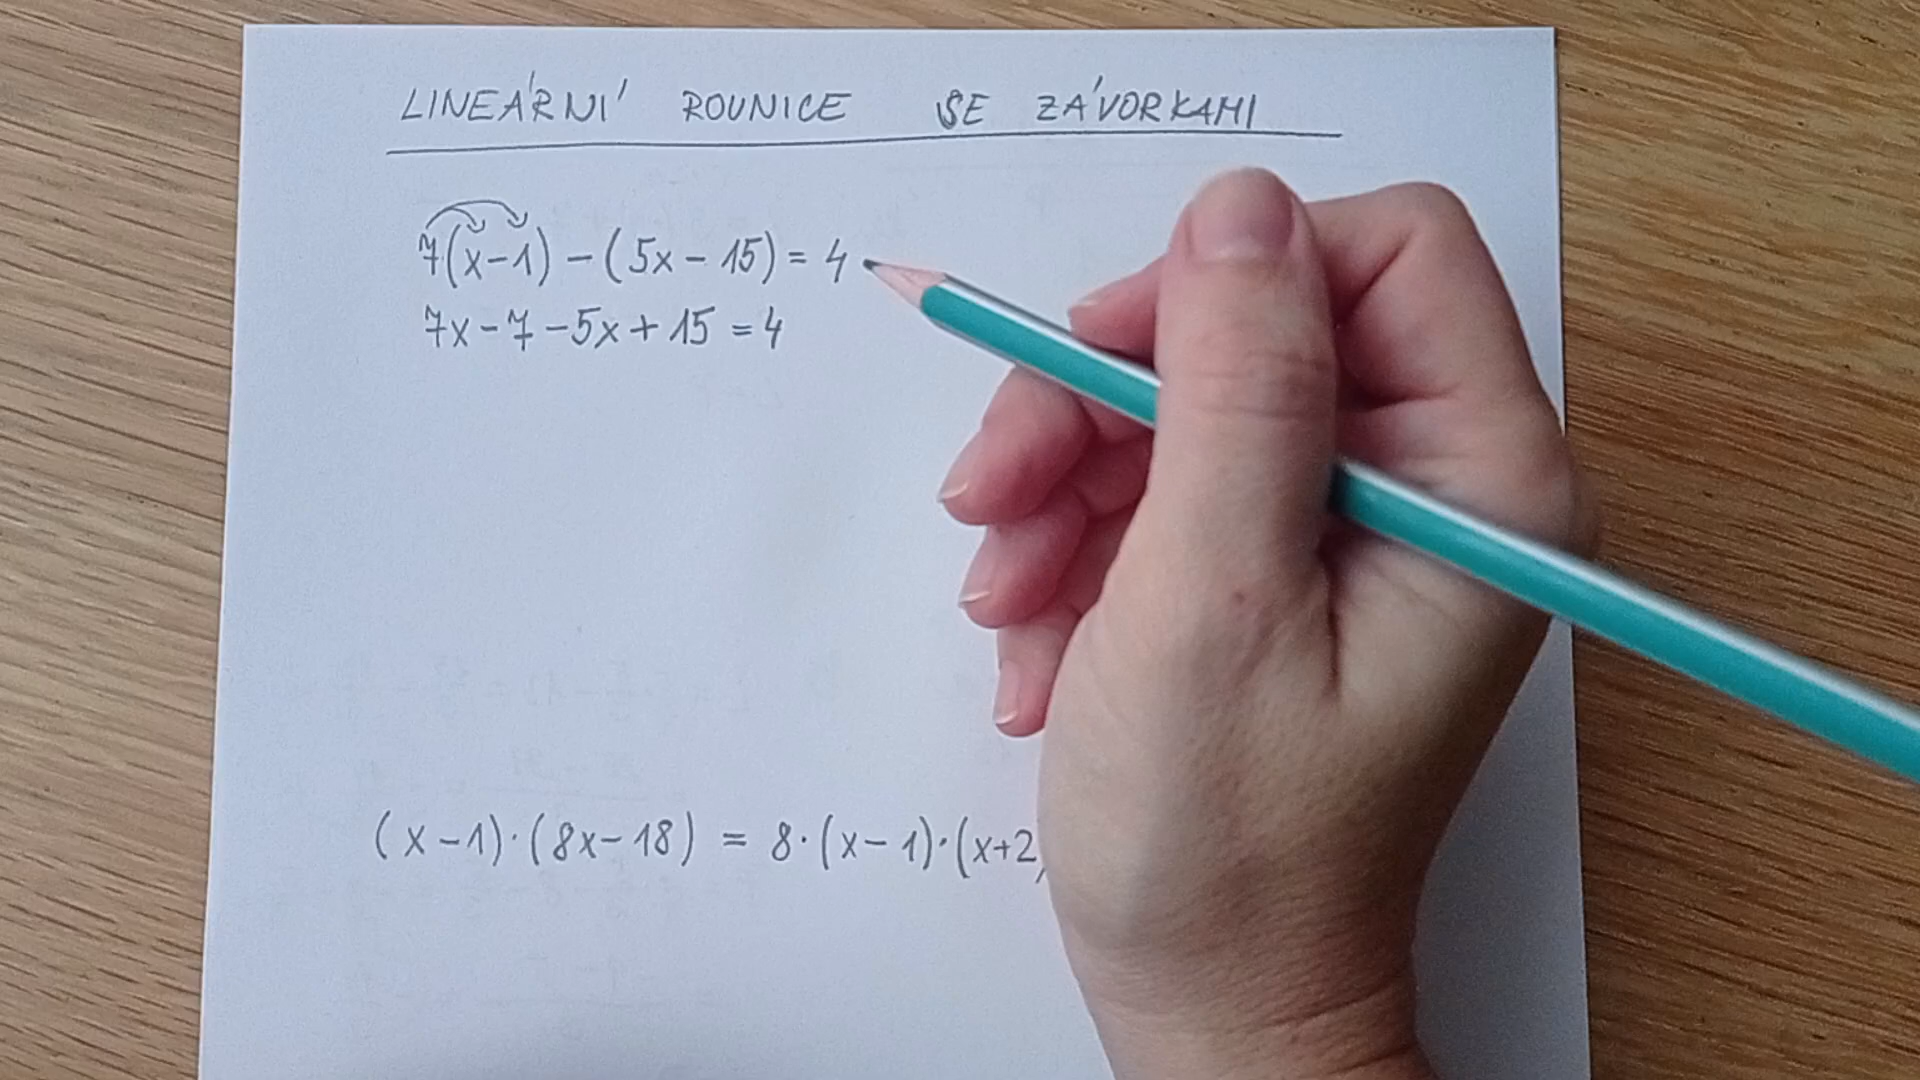 LINEÁRNÍ ROVNICE SE ZÁVORKAMI
7(x-1) - (5x - 15) = 4
7x - 7 - 5x + 15 = 4
(x - 1)·(8x - 18) = 8·(x - 1)·(x+2)